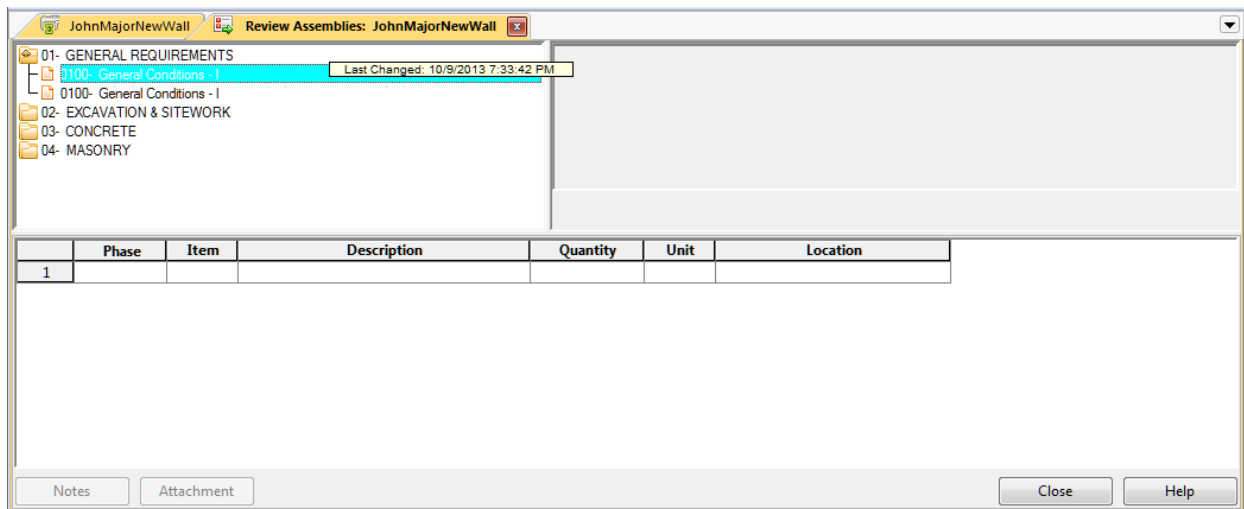 JohnMajorNewWall Review Assemblies: JohnMajorNewWall
01- GENERAL REQUIREMENTS
0100- General Conditions - I
Last Changed: 10/9/2013 7:33:42 PM
0100- General Conditions - I
02- EXCAVATION & SITEWORK
03- CONCRETE
04- MASONRY
Phase Item Description Quantity Unit Location
1
Notes Attachment Close Help